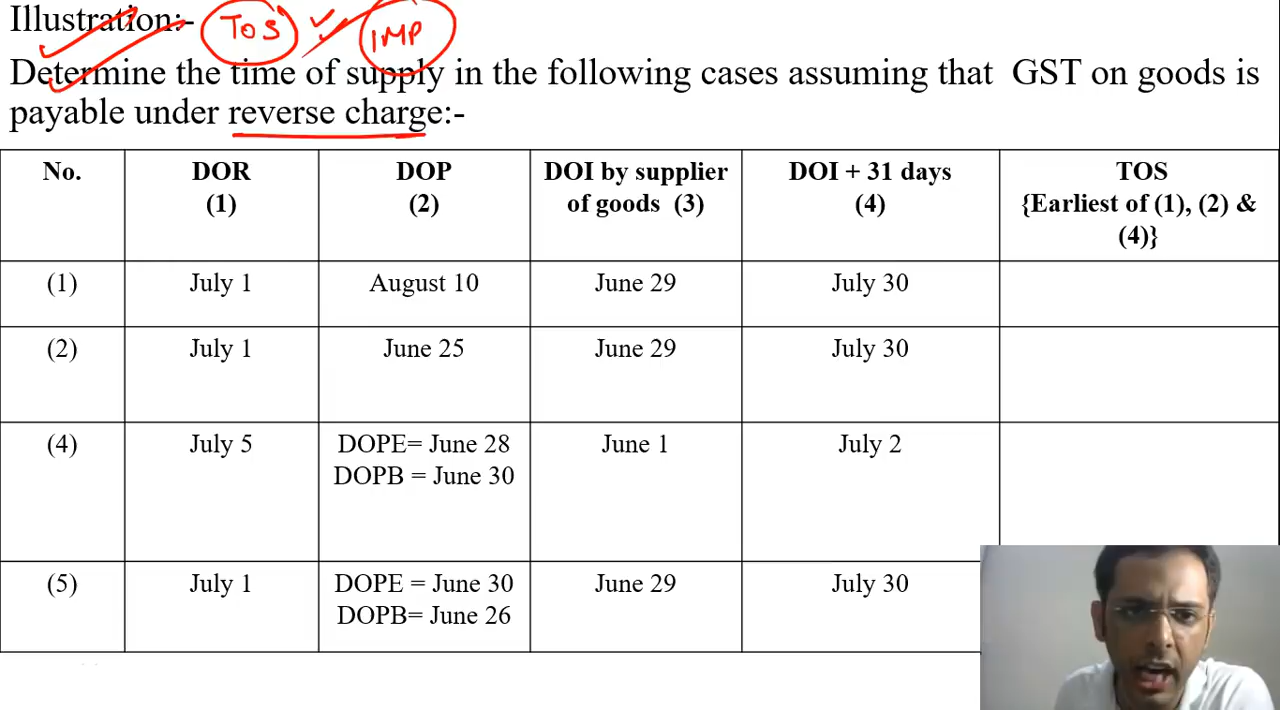 Illustration:-
TOS
IMP
Determine the time of supply in the following cases assuming that GST on goods is
payable under reverse charge:-
No. DOR (1) DOP (2) DOI by supplier of goods (3) DOI + 31 days (4) TOS {Earliest of (1), (2) & (4)}
(1) July 1 August 10 June 29 July 30
(2) July 1 June 25 June 29 July 30
(4) July 5 DOPE= June 28 June 1 July 2
DOPB = June 30
(5) July 1 DOPE = June 30 June 29 July 30
DOPB= June 26